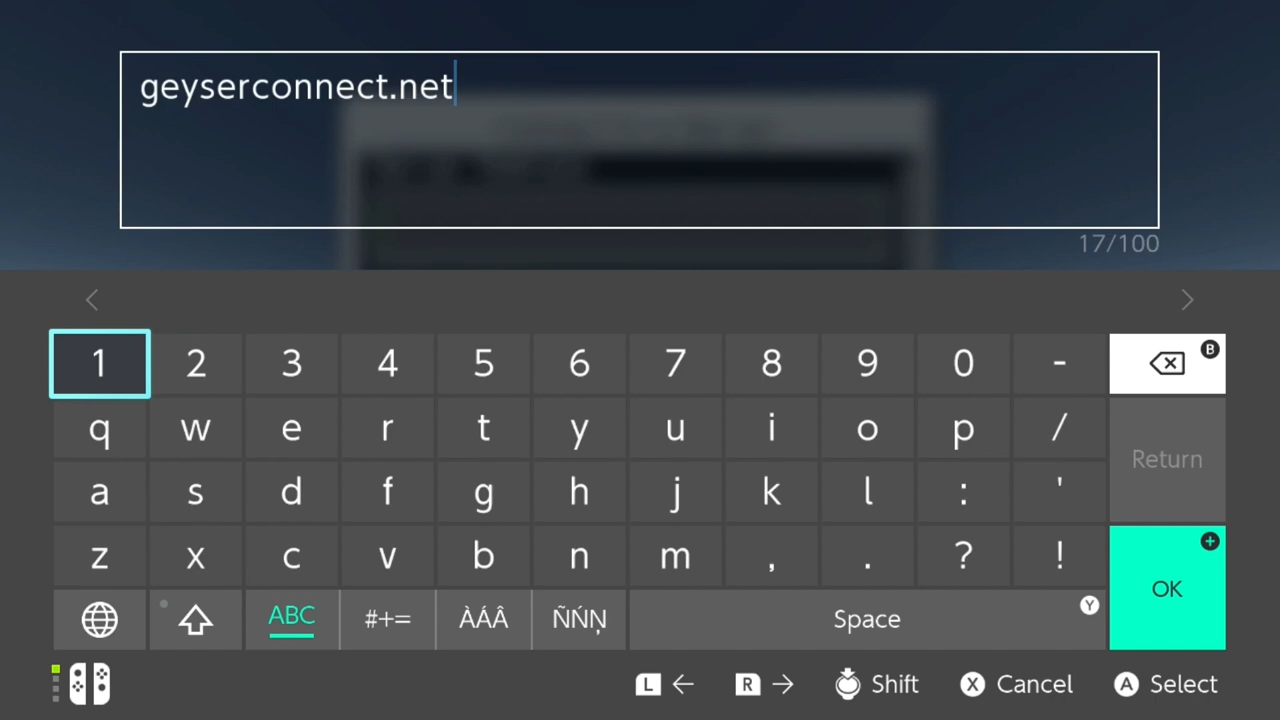 geyserconnect.net
17/100
1 2 3 4 5 6 7 8 9 0 - B
q w e r t y u i o p / Return
a s d f g h j k l : '
z x c v b n m , . ? ! + OK
ABC #+= ÀÁÂ ÑŃŅ Space Y
L ← R → Shift X Cancel A Select